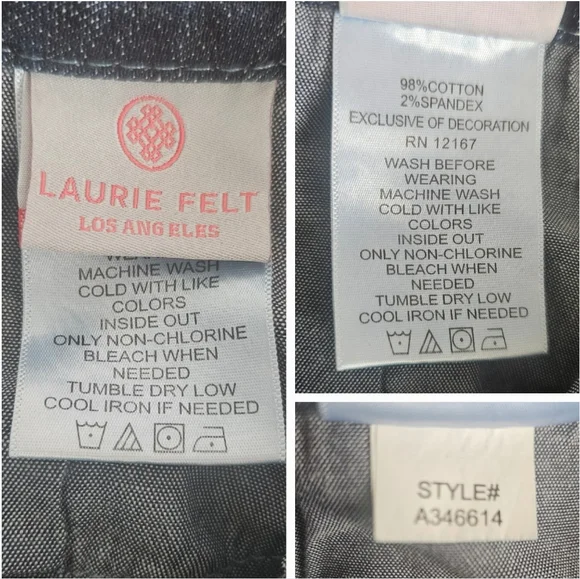 LAURIE FELT
LOS ANGELES
MACHINE WASH
COLD WITH LIKE
COLORS
INSIDE OUT
ONLY NON-CHLORINE
BLEACH WHEN
NEEDED
TUMBLE DRY LOW
COOL IRON IF NEEDED
98%COTTON
2%SPANDEX
EXCLUSIVE OF DECORATION
RN 12167
WASH BEFORE
WEARING
MACHINE WASH
COLD WITH LIKE
COLORS
INSIDE OUT
ONLY NON-CHLORINE
BLEACH WHEN
NEEDED
TUMBLE DRY LOW
COOL IRON IF NEEDED
STYLE#
A346614